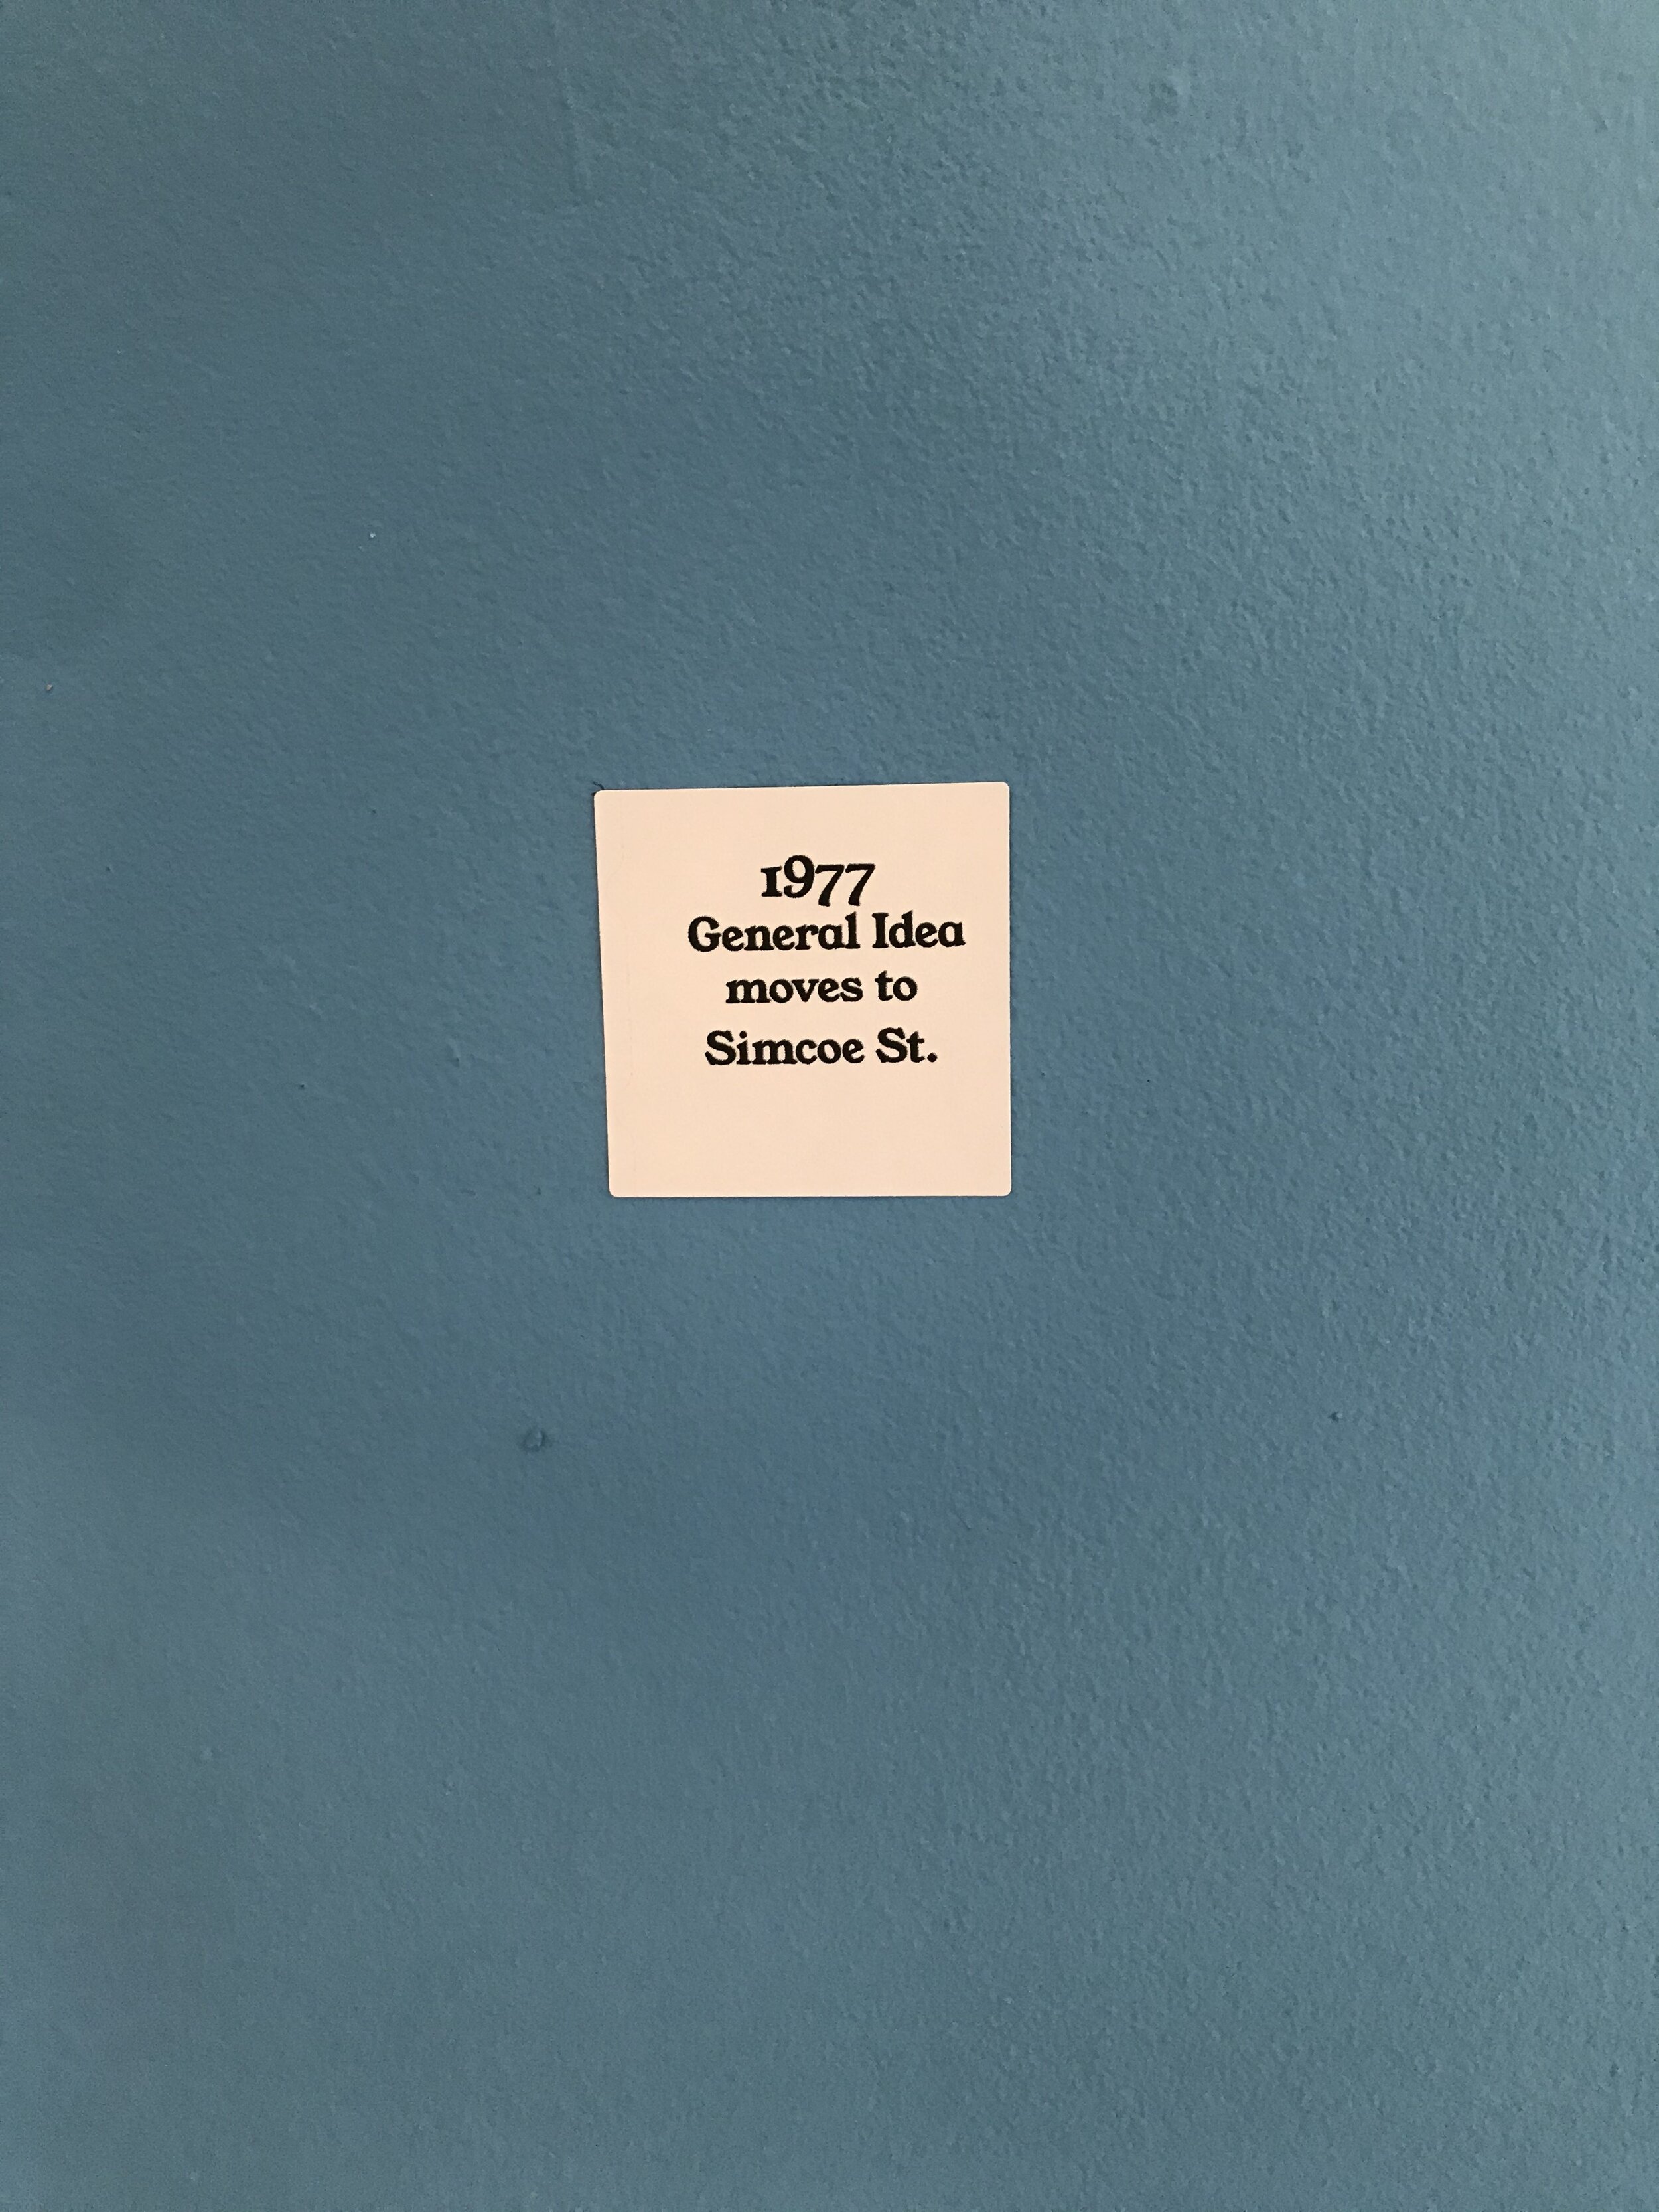 1977
General Idea
moves to
Simcoe St.